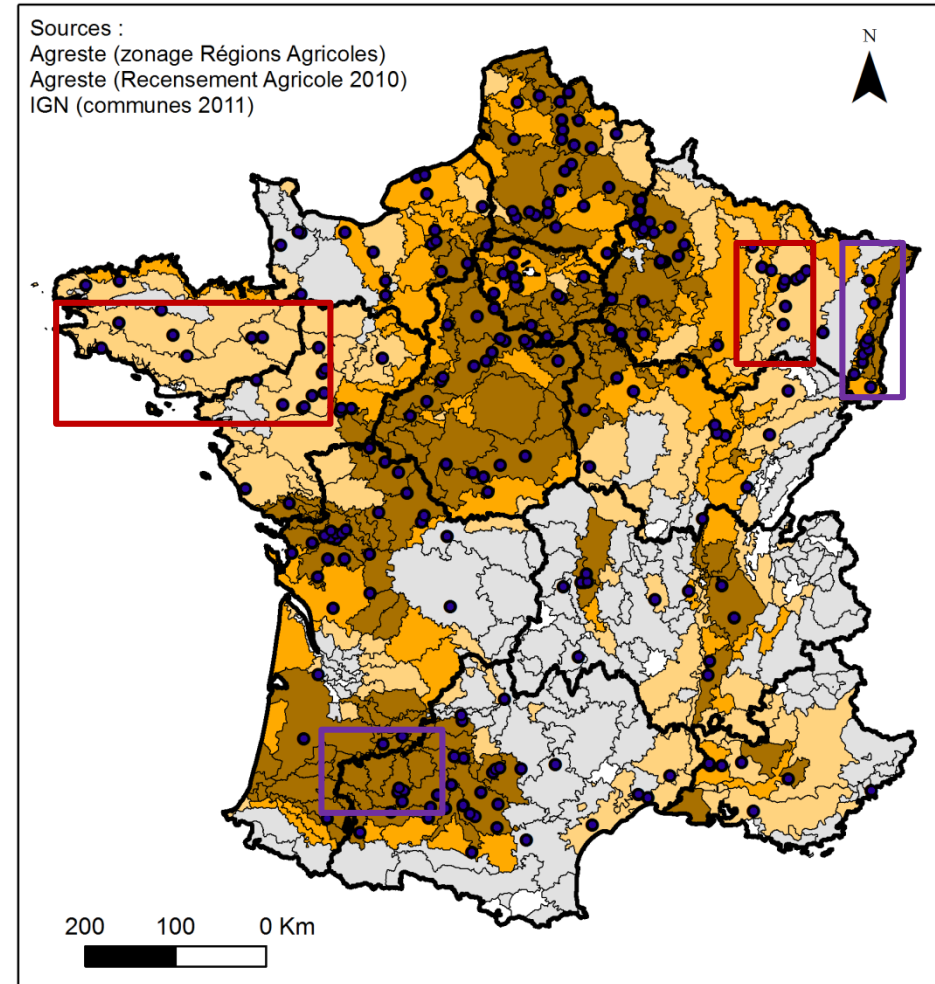 Sources :
Agreste (zonage Régions Agricoles)
Agreste (Recensement Agricole 2010)
IGN (communes 2011)
N
200 100 0 Km